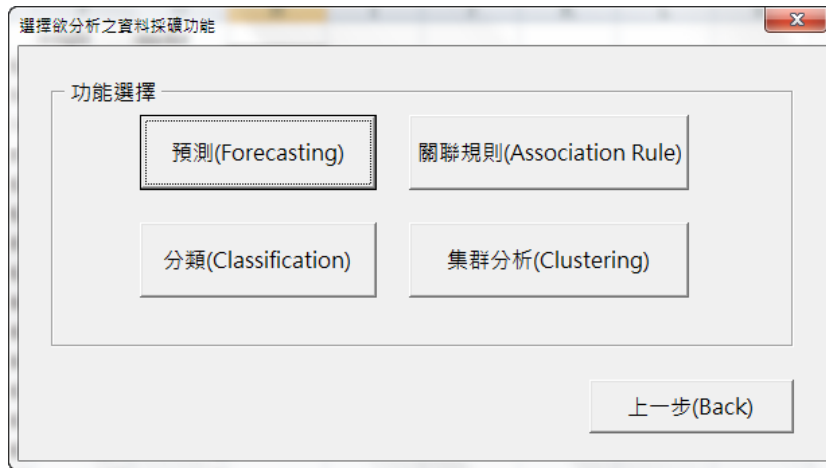 選擇欲分析之資料採礦功能
功能選擇
預測(Forecasting)
關聯規則(Association Rule)
分類(Classification)
集群分析(Clustering)
上一步(Back)